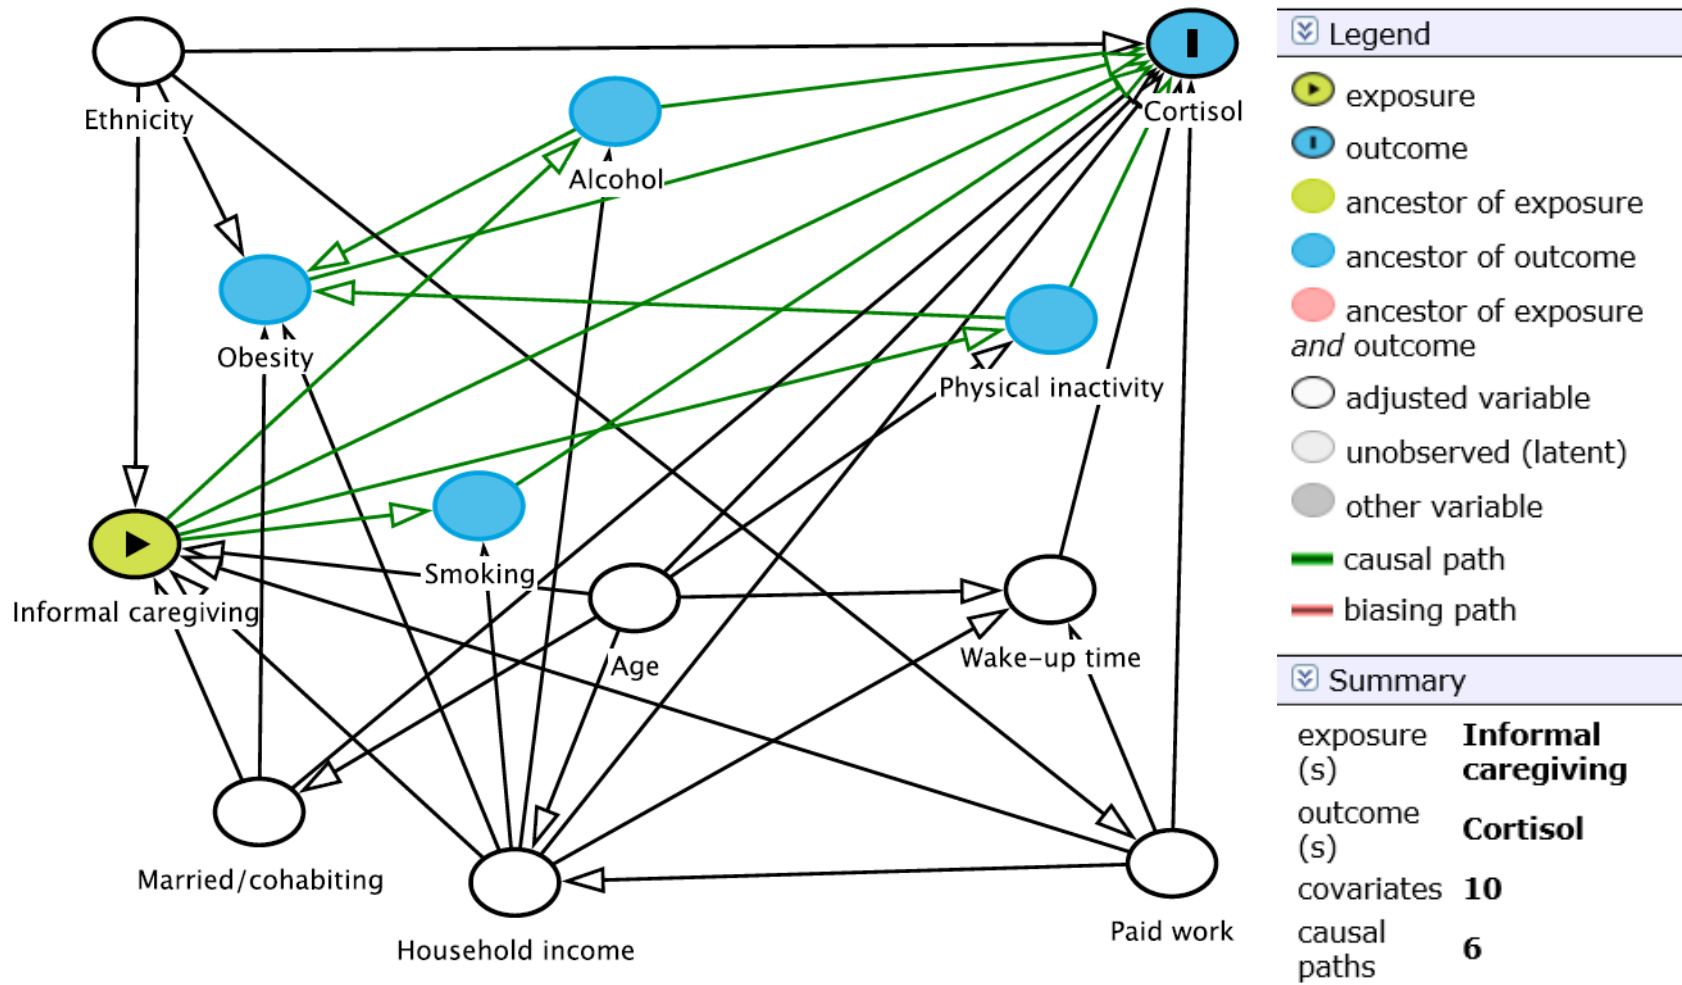 Ethnicity
Alcohol
Cortisol
Obesity
Physical inactivity
Smoking
Informal caregiving
Age
Wake-up time
Married/cohabiting
Household income
Paid work
Legend
exposure
outcome
ancestor of exposure
ancestor of outcome
ancestor of exposure
and outcome
adjusted variable
unobserved (latent)
other variable
causal path
biasing path
Summary
exposure Informal
(s) caregiving
outcome
(s) Cortisol
covariates 10
causal
paths 6